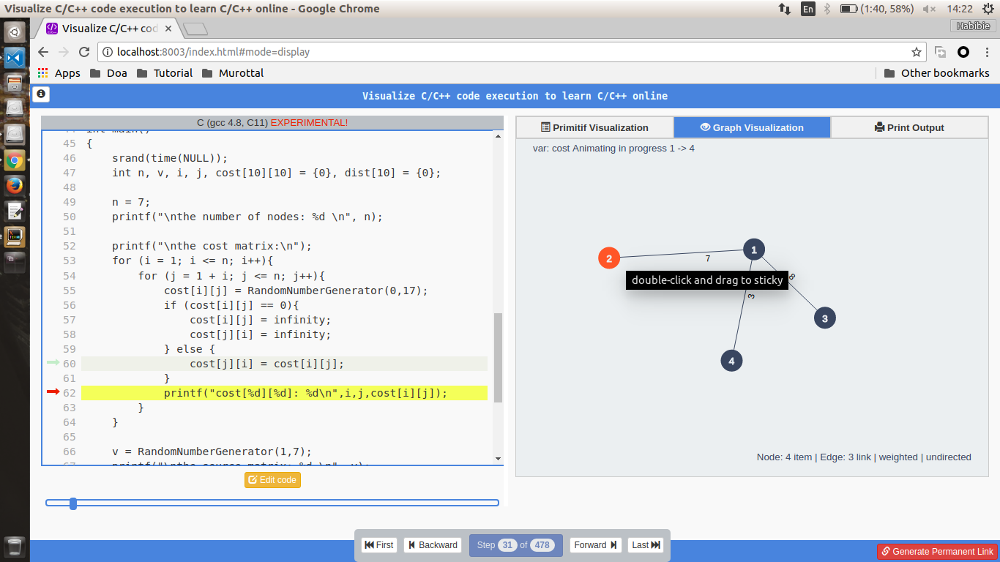 Visualize C/C++ code execution to learn C/C++ online - Google Chrome
En
(1:40, 58%)
14:22
Visualize C/C++ cod
Habibie
localhost:8003/index.html#mode=display
Apps
Doa
Tutorial
Murottal
Other bookmarks
Visualize C/C++ code execution to learn C/C++ online
C (gcc 4.8, C11) EXPERIMENTAL!
int main()
45 {
46 srand(time(NULL));
47 int n, v, i, j, cost[10][10] = {0}, dist[10] = {0};
48
49 n = 7;
50 printf("\nthe number of nodes: %d \n", n);
51
52 printf("\nthe cost matrix:\n");
53 for (i = 1; i <= n; i++){
54 for (j = 1 + i; j <= n; j++){
55 cost[i][j] = RandomNumberGenerator(0,17);
56 if (cost[i][j] == 0){
57 cost[i][j] = infinity;
58 cost[j][i] = infinity;
59 } else {
60 cost[j][i] = cost[i][j];
61 }
62 printf("cost[%d][%d]: %d\n",i,j,cost[i][j]);
63 }
64 }
65
66 v = RandomNumberGenerator(1,7);
67 printf("\nthe source matrix: %d \n", v);
Edit code
Primitif Visualization
Graph Visualization
Print Output
var: cost Animating in progress 1 -> 4
2
7
1
double-click and drag to sticky
8
3
3
4
Node: 4 item | Edge: 3 link | weighted | undirected
First
Backward
Step 31 of 478
Forward
Last
Generate Permanent Link